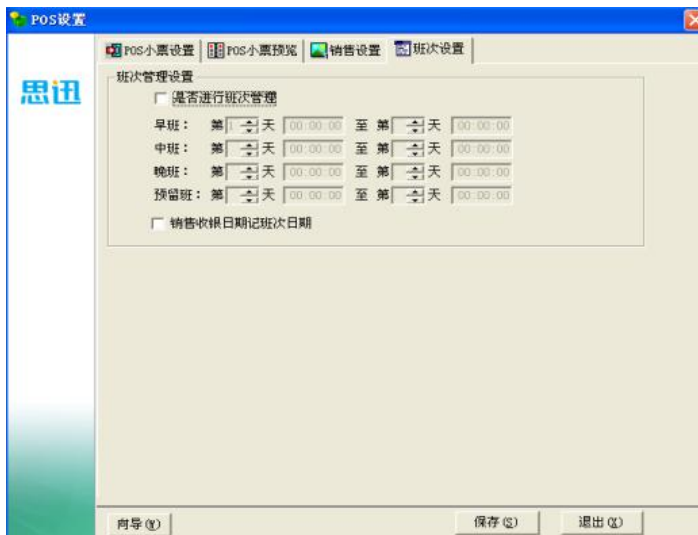 POS设置
思迅
POS小票设置 POS小票预览 销售设置 班次设置
班次管理设置
是否进行班次管理
早班： 第 1 天 00:00:00 至 第 天 00:00:00
中班： 第 天 00:00:00 至 第 天 00:00:00
晚班： 第 天 00:00:00 至 第 天 00:00:00
预留班： 第 天 00:00:00 至 第 天 00:00:00
销售收银日期记班次日期
向导(W) 保存(S) 退出(X)